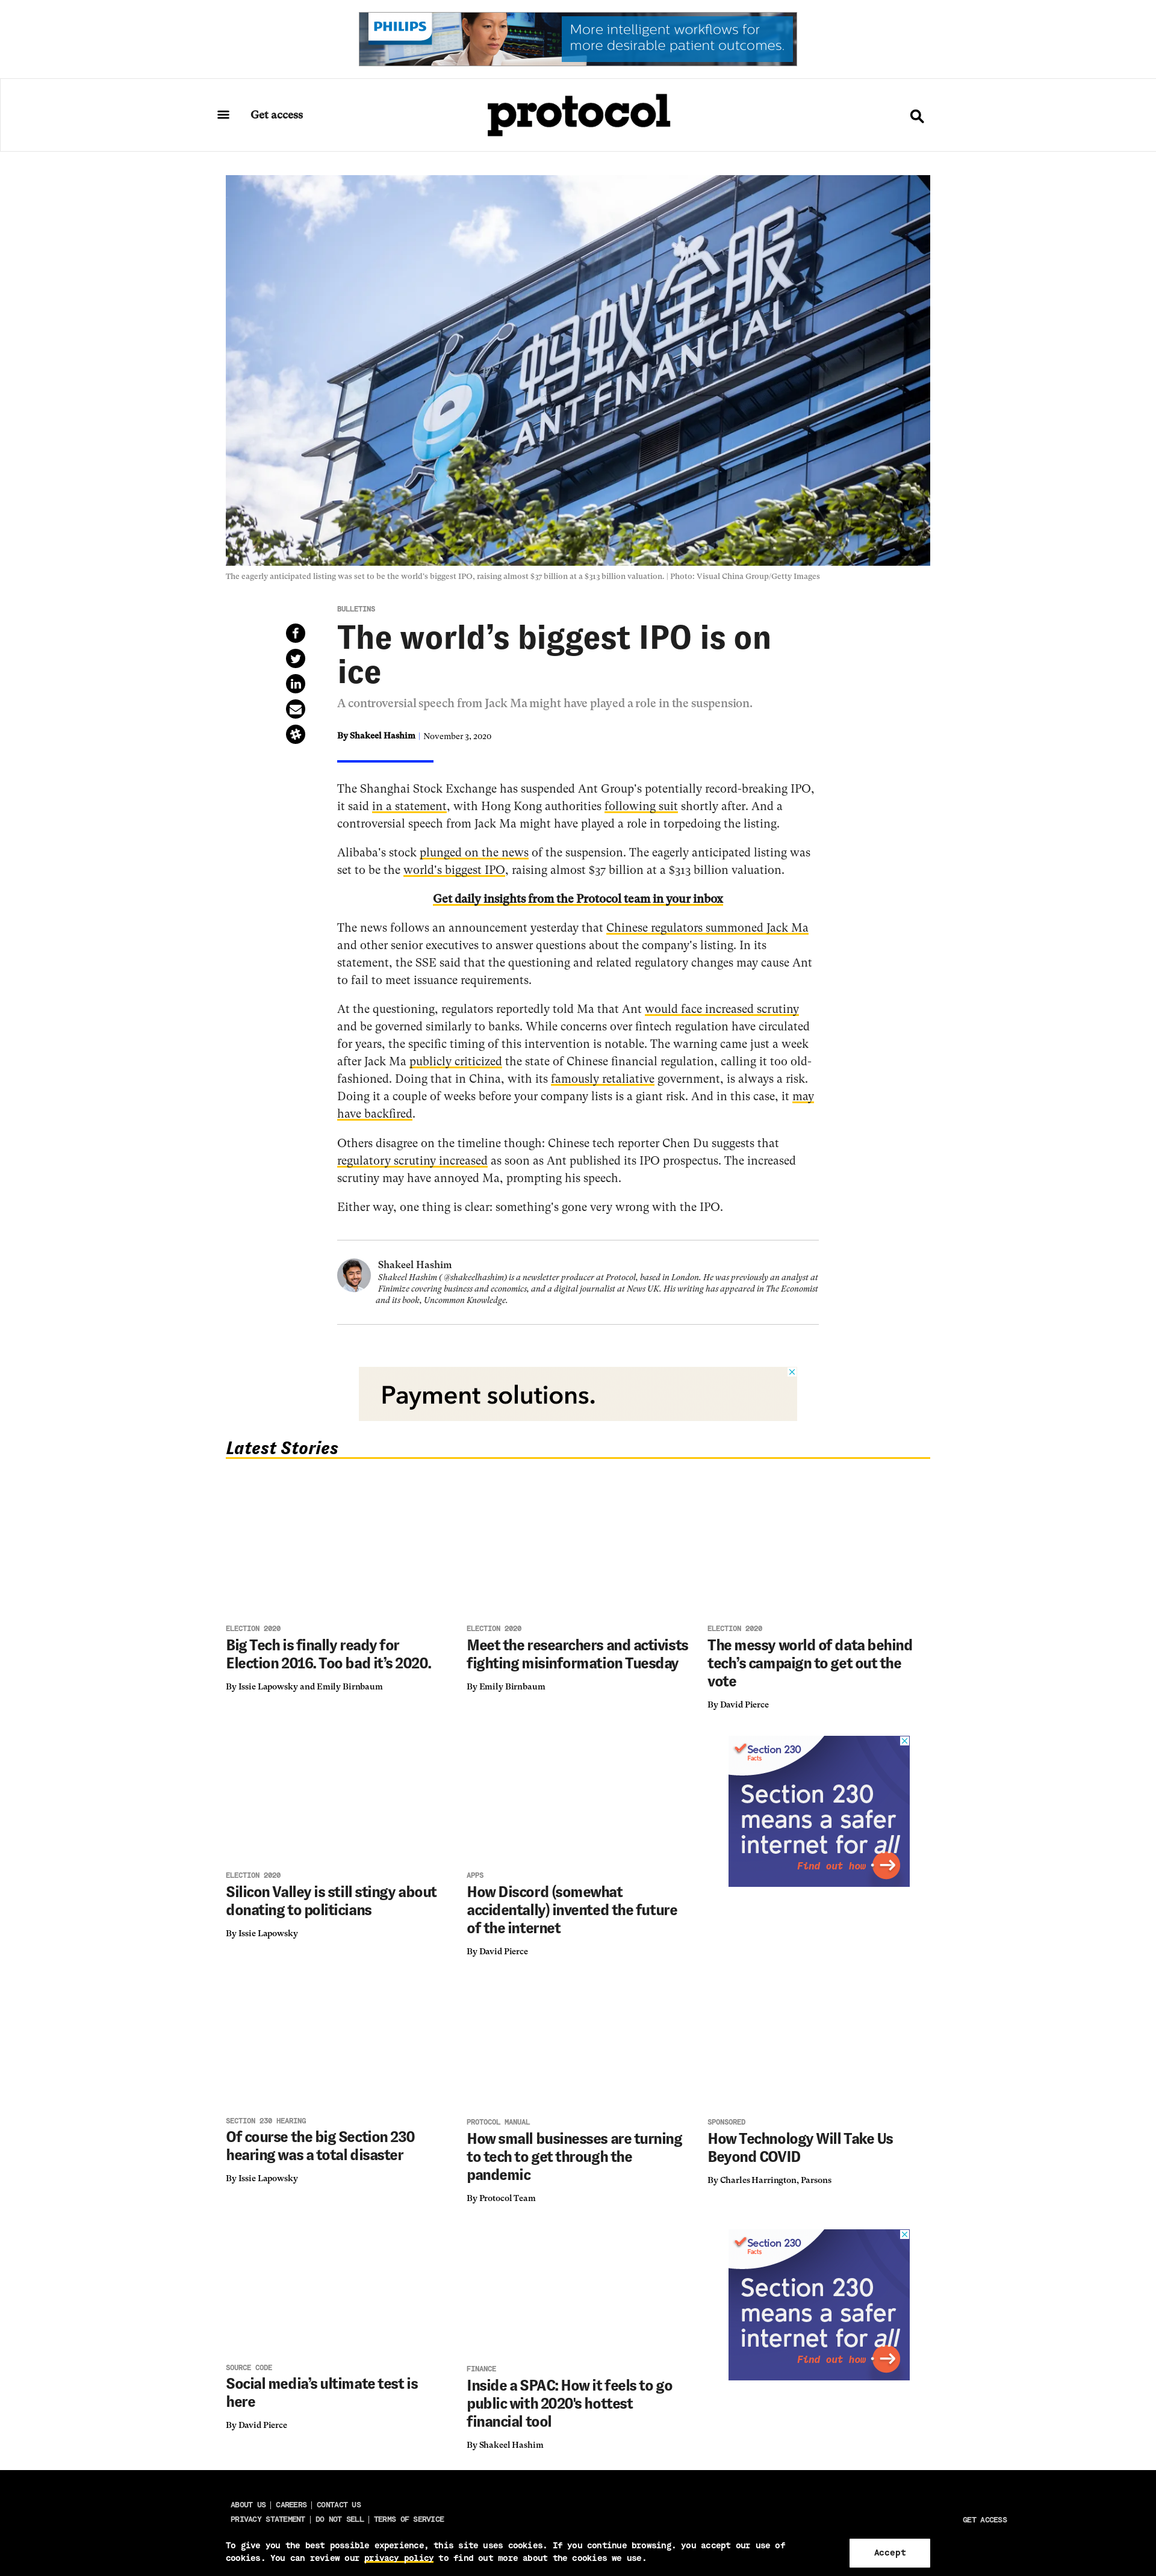 PHILIPS
More intelligent workflows for
more desirable patient outcomes.
Get access
protocol
蚂蚁金服
ANT FINANCIAL
The eagerly anticipated listing was set to be the world's biggest IPO, raising almost $37 billion at a $313 billion valuation. | Photo: Visual China Group/Getty Images
BULLETINS
The world’s biggest IPO is on
ice
A controversial speech from Jack Ma might have played a role in the suspension.
By Shakeel Hashim | November 3, 2020
The Shanghai Stock Exchange has suspended Ant Group's potentially record-breaking IPO,
it said in a statement, with Hong Kong authorities following suit shortly after. And a
controversial speech from Jack Ma might have played a role in torpedoing the listing.
Alibaba's stock plunged on the news of the suspension. The eagerly anticipated listing was
set to be the world's biggest IPO, raising almost $37 billion at a $313 billion valuation.
Get daily insights from the Protocol team in your inbox
The news follows an announcement yesterday that Chinese regulators summoned Jack Ma
and other senior executives to answer questions about the company's listing. In its
statement, the SSE said that the questioning and related regulatory changes may cause Ant
to fail to meet issuance requirements.
At the questioning, regulators reportedly told Ma that Ant would face increased scrutiny
and be governed similarly to banks. While concerns over fintech regulation have circulated
for years, the specific timing of this intervention is notable. The warning came just a week
after Jack Ma publicly criticized the state of Chinese financial regulation, calling it too old-
fashioned. Doing that in China, with its famously retaliative government, is always a risk.
Doing it a couple of weeks before your company lists is a giant risk. And in this case, it may
have backfired.
Others disagree on the timeline though: Chinese tech reporter Chen Du suggests that
regulatory scrutiny increased as soon as Ant published its IPO prospectus. The increased
scrutiny may have annoyed Ma, prompting his speech.
Either way, one thing is clear: something's gone very wrong with the IPO.
Shakeel Hashim
Shakeel Hashim ( @shakeelhashim) is a newsletter producer at Protocol, based in London. He was previously an analyst at
Finimize covering business and economics, and a digital journalist at News UK. His writing has appeared in The Economist
and its book, Uncommon Knowledge.
Payment solutions.
Latest Stories
ELECTION 2020
Big Tech is finally ready for
Election 2016. Too bad it’s 2020.
By Issie Lapowsky and Emily Birnbaum
ELECTION 2020
Meet the researchers and activists
fighting misinformation Tuesday
By Emily Birnbaum
ELECTION 2020
The messy world of data behind
tech’s campaign to get out the
vote
By David Pierce
ELECTION 2020
Silicon Valley is still stingy about
donating to politicians
By Issie Lapowsky
APPS
How Discord (somewhat
accidentally) invented the future
of the internet
By David Pierce
Section 230
Facts
Section 230
means a safer
internet for all
Find out how
SECTION 230 HEARING
Of course the big Section 230
hearing was a total disaster
By Issie Lapowsky
PROTOCOL MANUAL
How small businesses are turning
to tech to get through the
pandemic
By Protocol Team
SPONSORED
How Technology Will Take Us
Beyond COVID
By Charles Harrington, Parsons
SOURCE CODE
Social media’s ultimate test is
here
By David Pierce
FINANCE
Inside a SPAC: How it feels to go
public with 2020's hottest
financial tool
By Shakeel Hashim
Section 230
Facts
Section 230
means a safer
internet for all
Find out how
ABOUT US | CAREERS | CONTACT US
PRIVACY STATEMENT | DO NOT SELL | TERMS OF SERVICE
GET ACCESS
To give you the best possible experience, this site uses cookies. If you continue browsing. you accept our use of
cookies. You can review our privacy policy to find out more about the cookies we use.
Accept